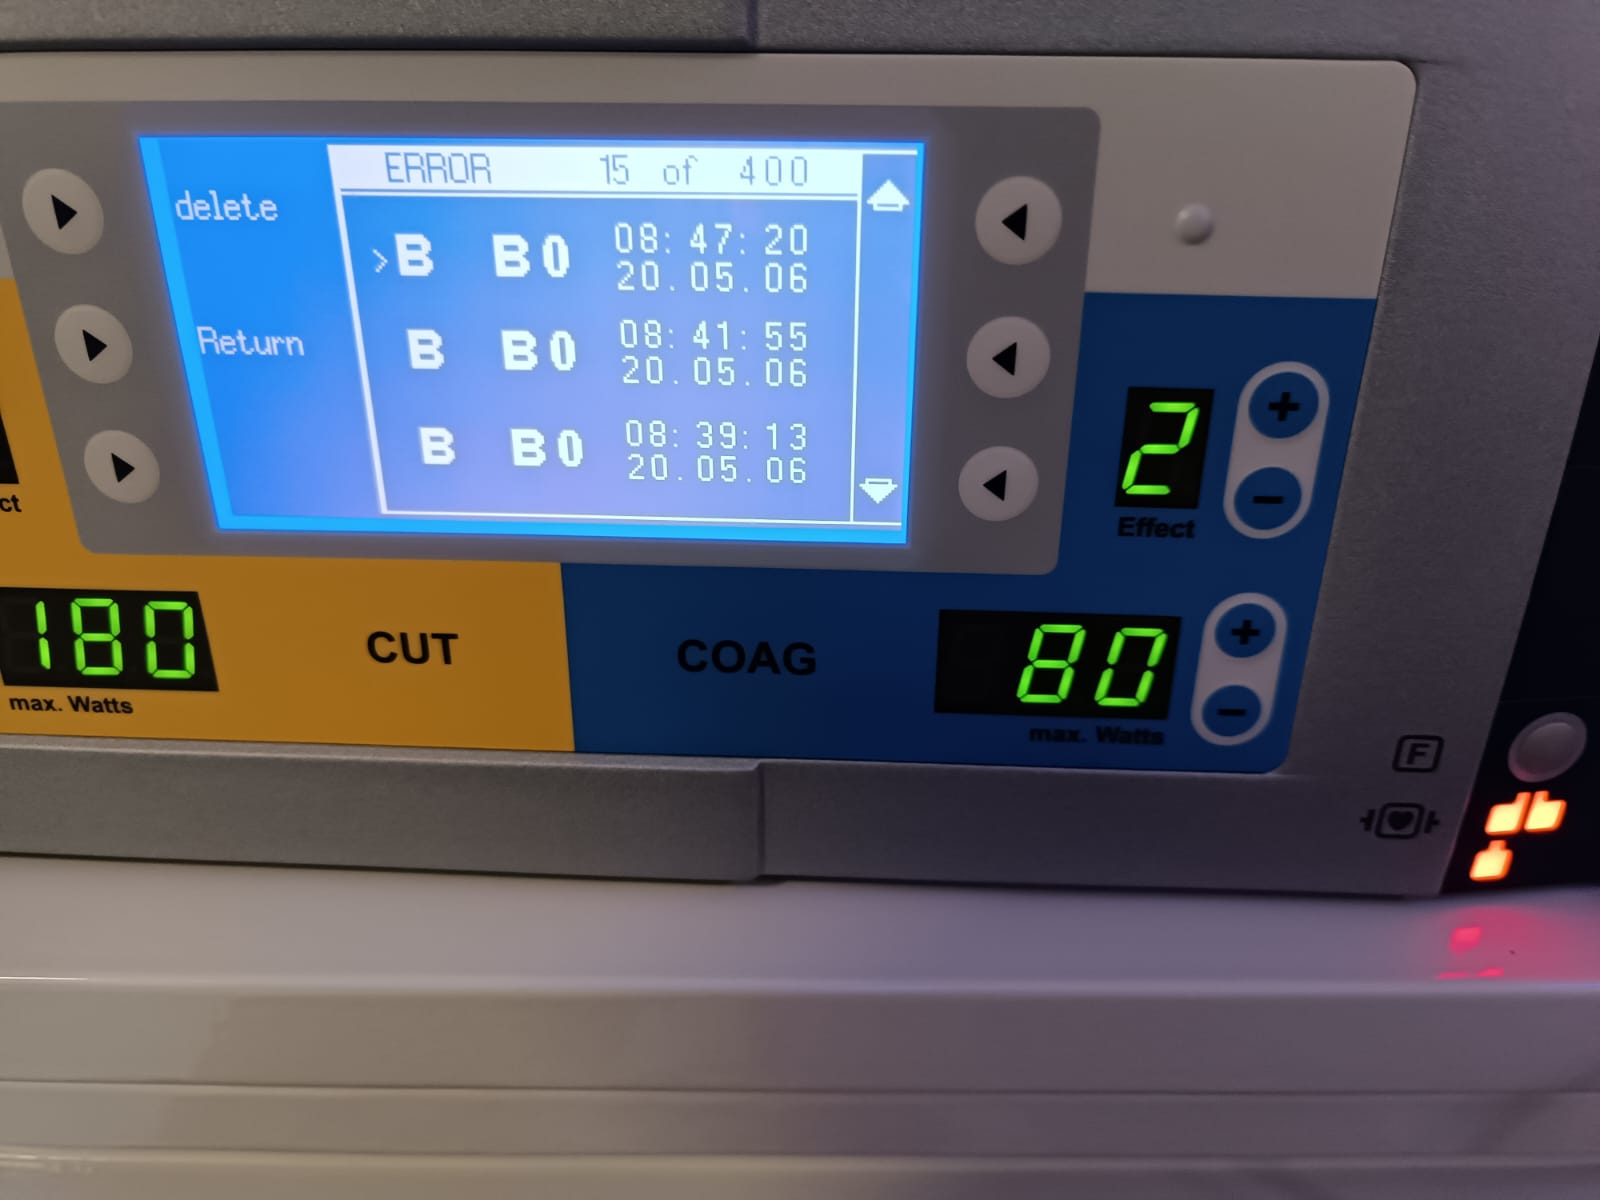 ERROR 15 of 400
delete
>B B0 08:47:20
20.05.06
Return
B B0 08:41:55
20.05.06
B B0 08:39:13
20.05.06
2
+
-
Effect
ct
180
max. Watts
CUT
COAG
80
+
-
max. Watts
F